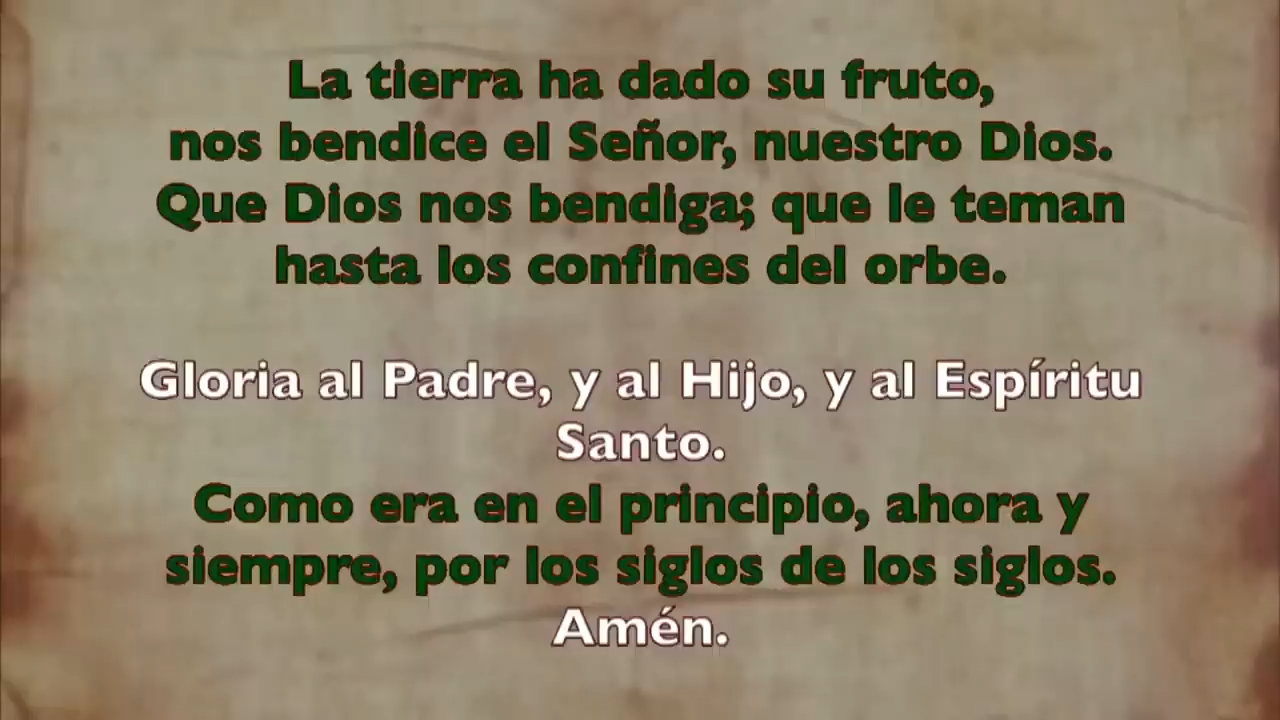 La tierra ha dado su fruto,
nos bendice el Señor, nuestro Dios.
Que Dios nos bendiga; que le teman
hasta los confines del orbe.
Gloria al Padre, y al Hijo, y al Espíritu
Santo.
Como era en el principio, ahora y
siempre, por los siglos de los siglos.
Amén.